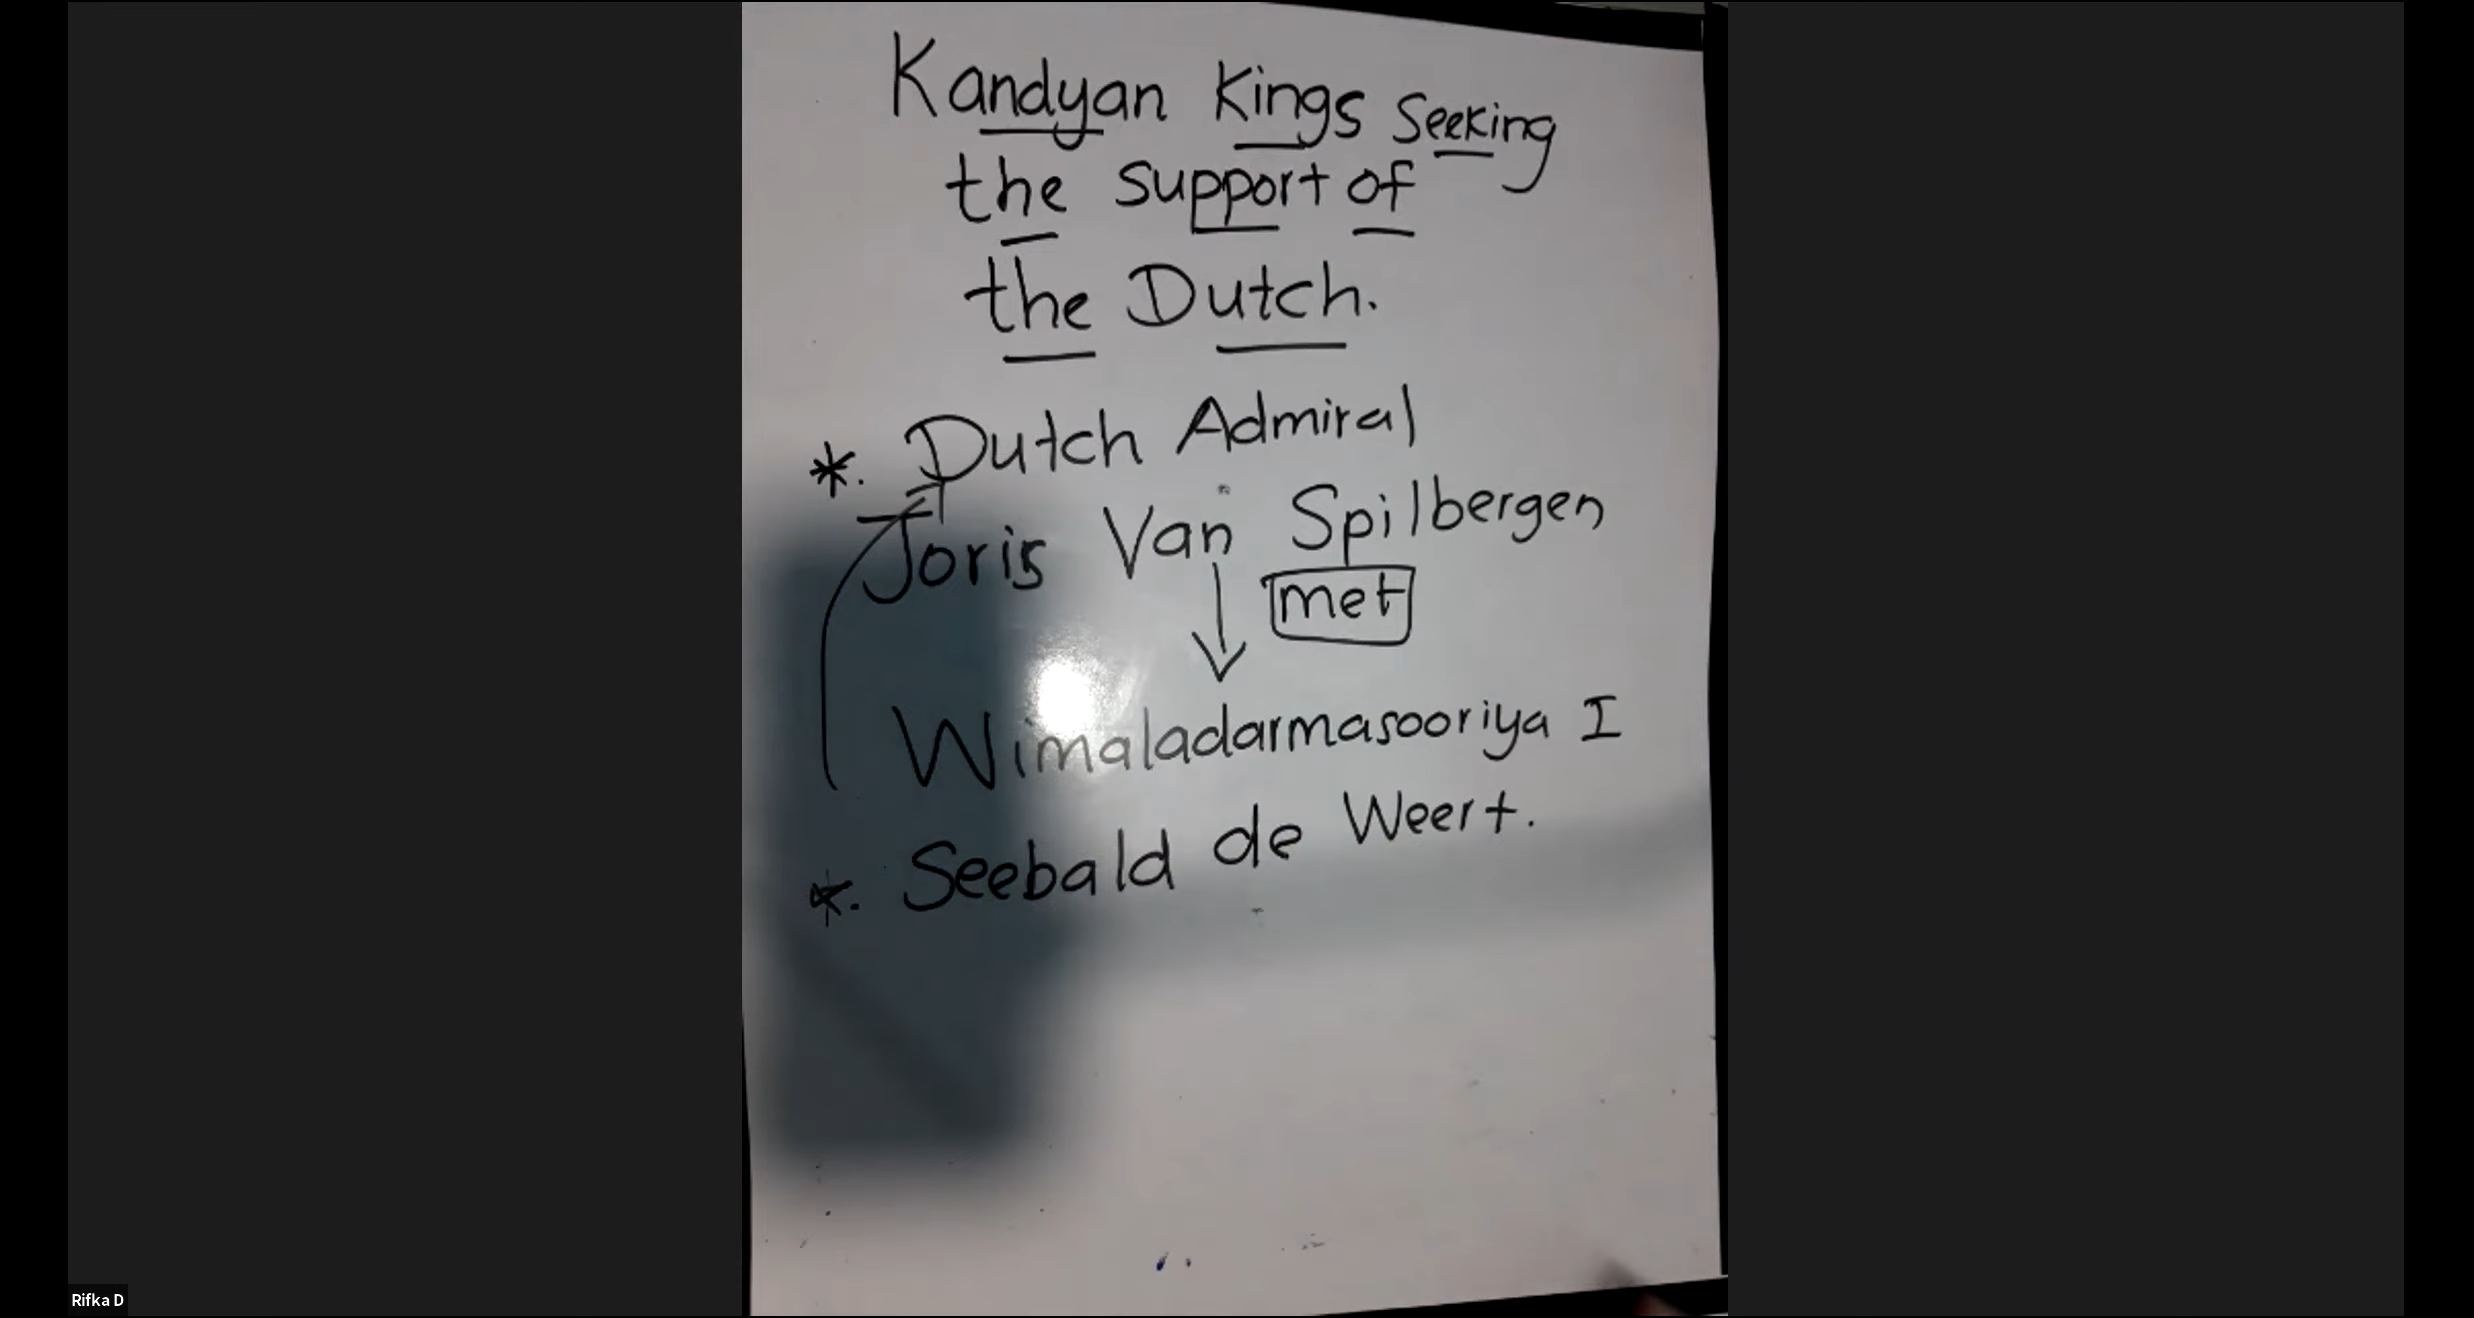 Kandyan Kings Seeking
the support of
the Dutch.
*. Dutch Admiral
Joris Van Spilbergen
met
Wimaladarmasooriya I
*. Seebald de Weert.
Rifka D